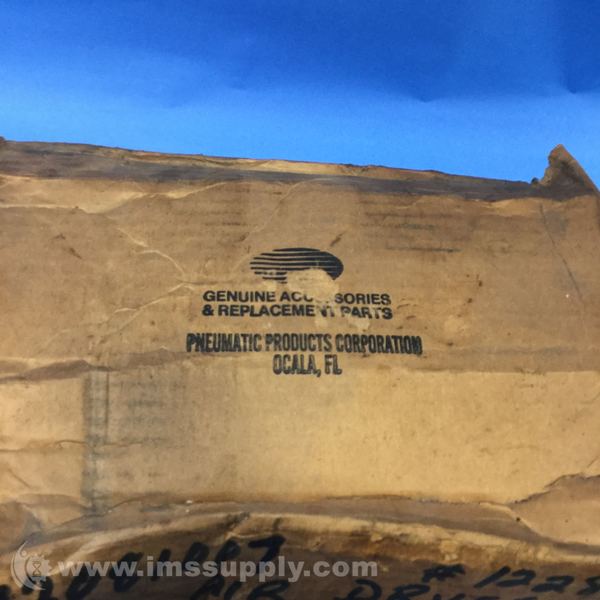 GENUINE ACCESSORIES
& REPLACEMENT PARTS
PNEUMATIC PRODUCTS CORPORATION
OCALA, FL
www.imssupply.com